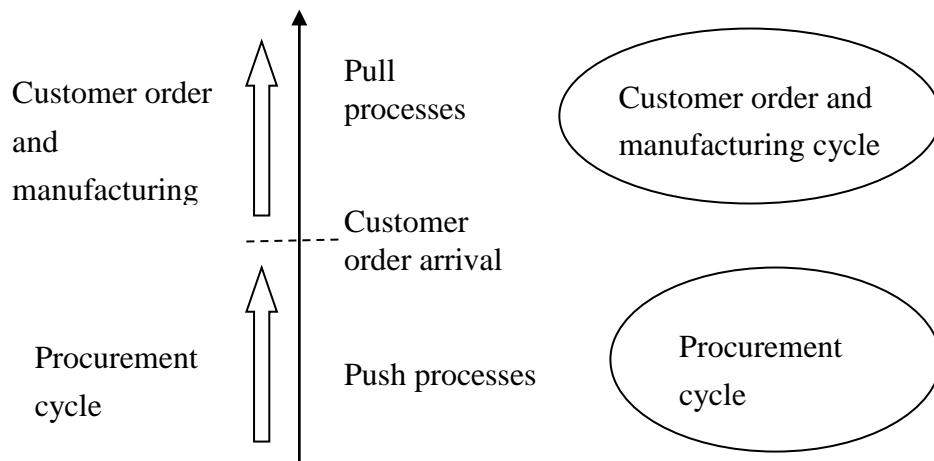 Customer order
and
manufacturing
Pull
processes
Customer order and
manufacturing cycle
Customer
order arrival
Procurement
cycle
Push processes
Procurement
cycle